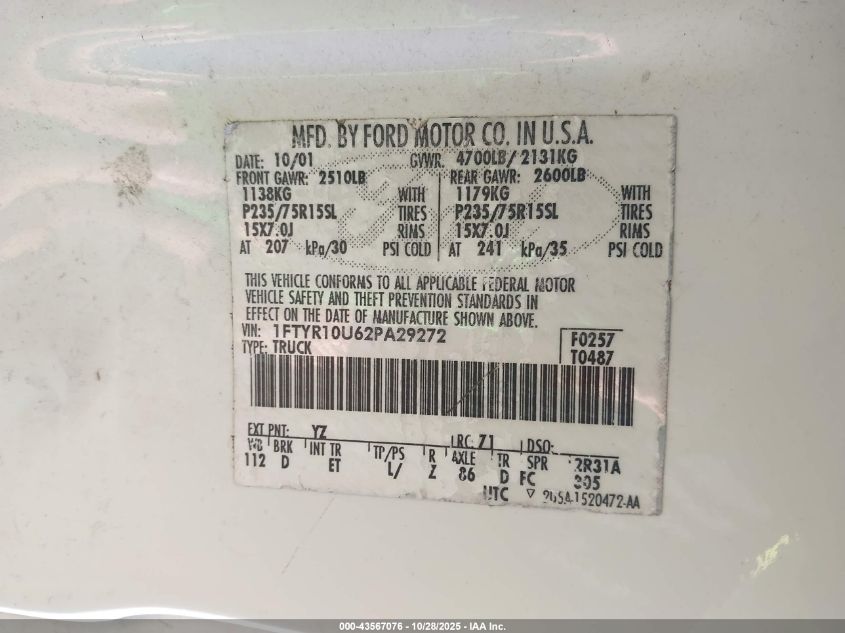 MFD. BY FORD MOTOR CO. IN U.S.A.
DATE: 10/01 GVWR: 4700LB/ 2131KG
FRONT GAWR: 2510LB REAR GAWR: 2600LB
1138KG WITH 1179KG WITH
P235/75R15SL TIRES P235/75R15SL TIRES
15X7.0J RIMS 15X7.0J RIMS
AT 207 kPa/30 PSI COLD AT 241 kPa/35 PSI COLD
THIS VEHICLE CONFORMS TO ALL APPLICABLE FEDERAL MOTOR
VEHICLE SAFETY AND THEFT PREVENTION STANDARDS IN
EFFECT ON THE DATE OF MANUFACTURE SHOWN ABOVE.
VIN: 1FTYR10U62PA29272 F0257
TYPE: TRUCK T0487
EXT PNT: YZ RC: 71 DSO:
WB BRK INT TR TP/PS R AXLE TR SPR 2R31A
112 D ET L/ Z 86 D FC 305
UTC 1520472-AA
000-43567076 - 10/28/2025 - IAA Inc.